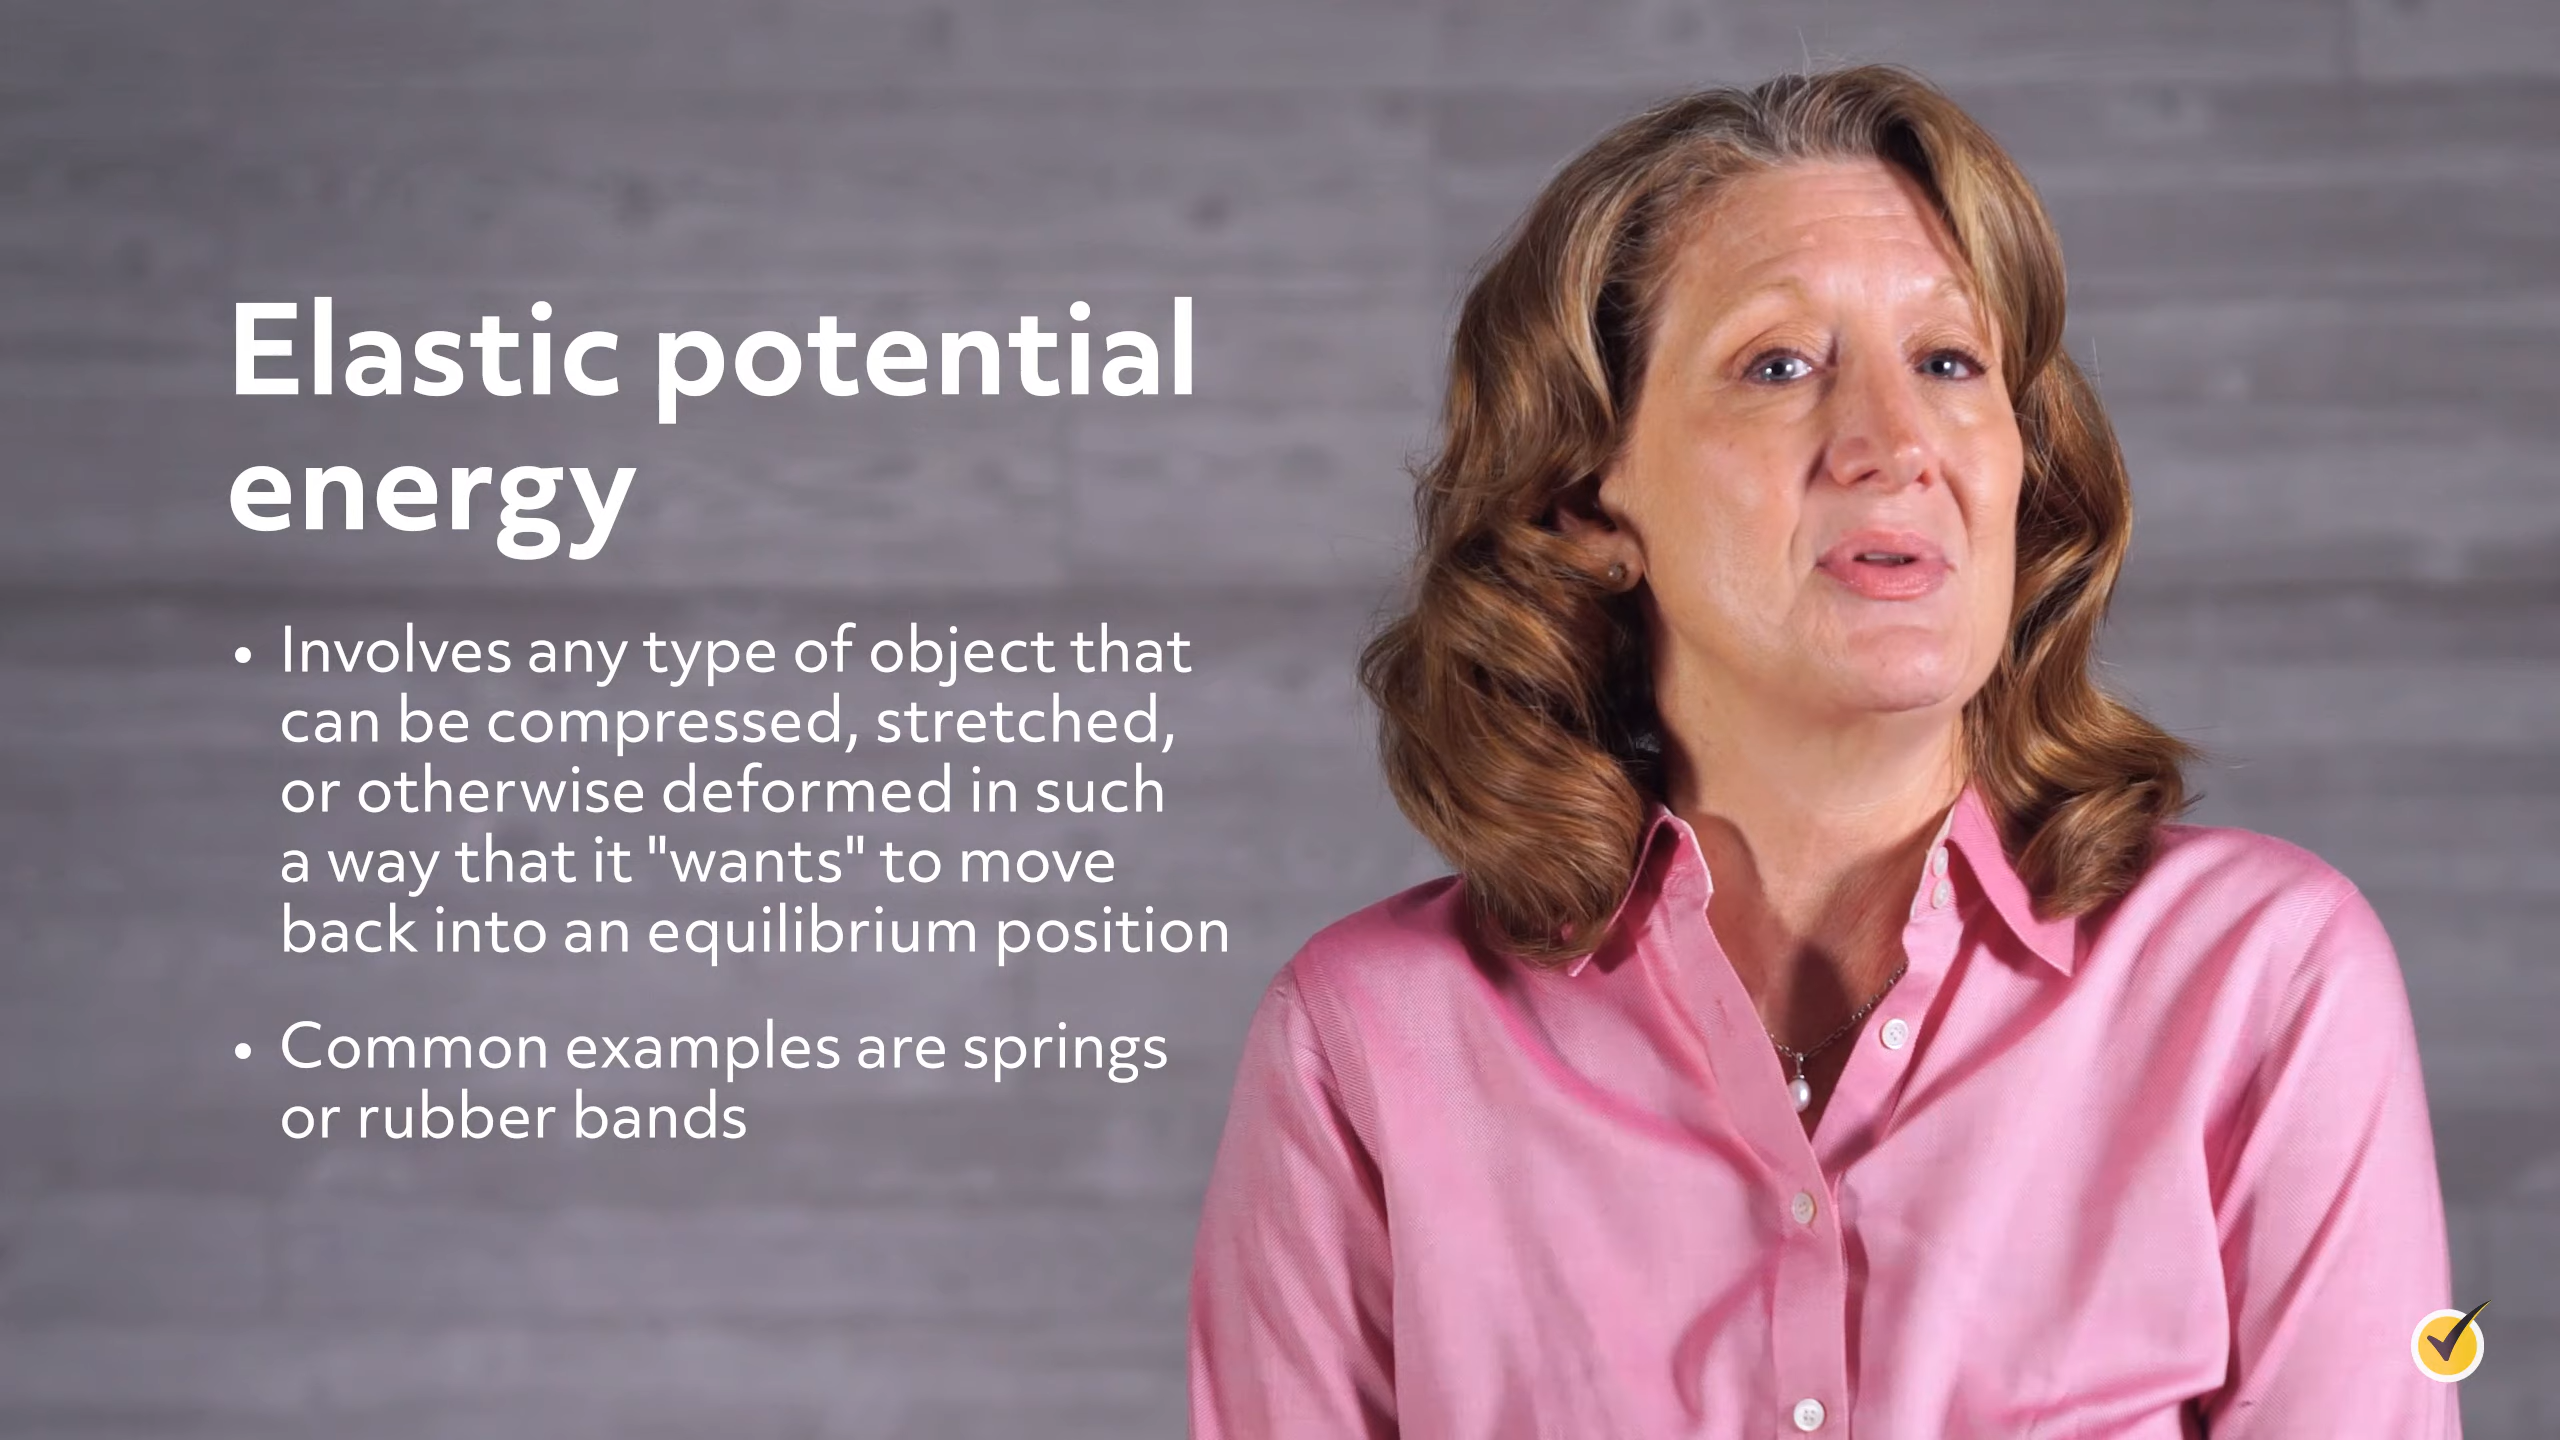 Elastic potential
energy
• Involves any type of object that
can be compressed, stretched,
or otherwise deformed in such
a way that it "wants" to move
back into an equilibrium position
• Common examples are springs
or rubber bands